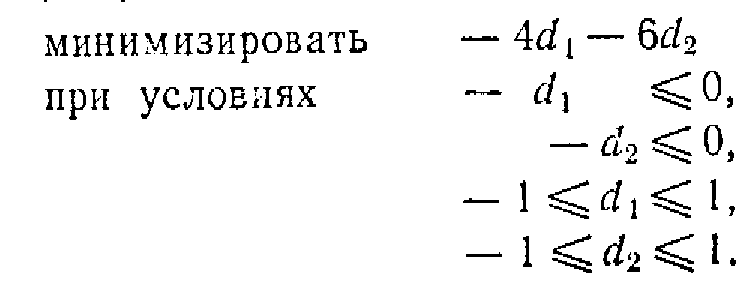 минимизировать — 4d₁ — 6d₂
при условиях — d₁ ⩽ 0,
— d₂ ⩽ 0,
— 1 ⩽ d₁ ⩽ 1,
— 1 ⩽ d₂ ⩽ 1.